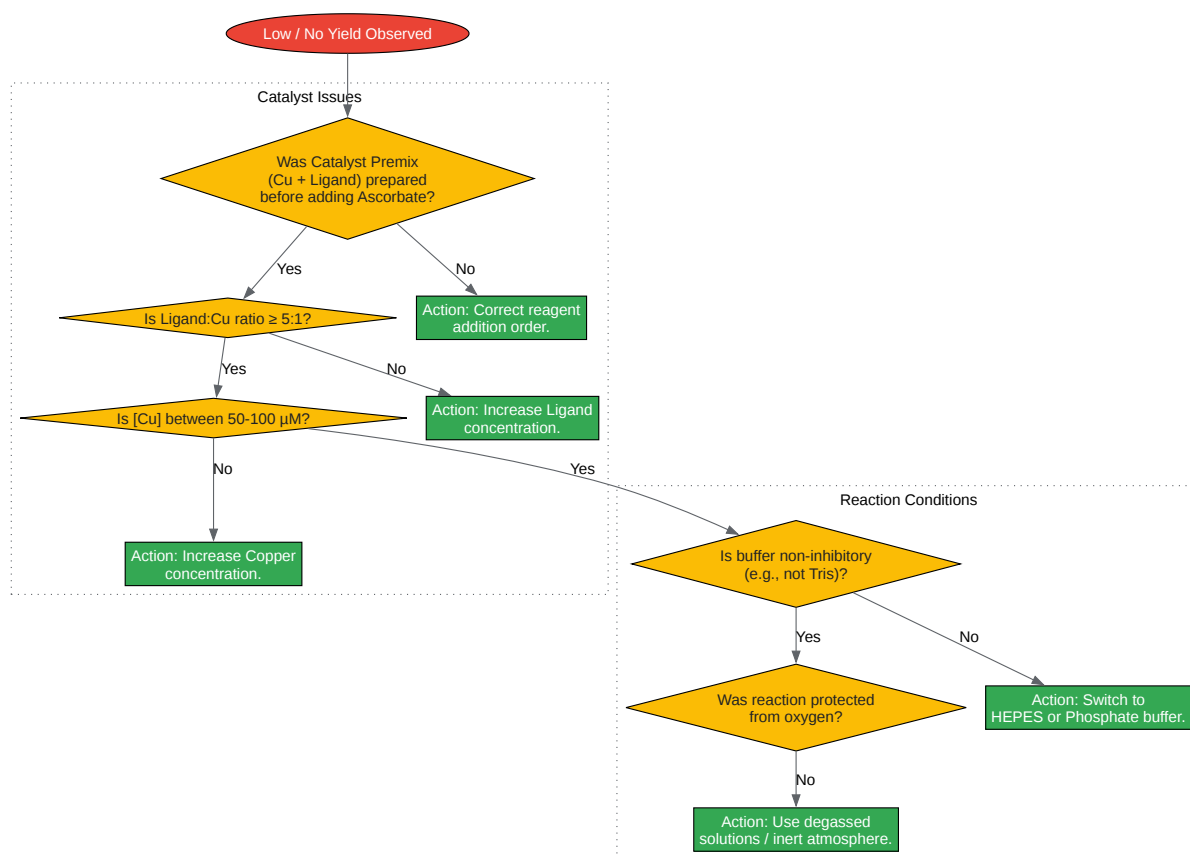 Low / No Yield Observed
Catalyst Issues
Was Catalyst Premix
(Cu + Ligand) prepared
before adding Ascorbate?
Yes
No
Is Ligand:Cu ratio ≥ 5:1?
Action: Correct reagent
addition order.
Yes
No
Is [Cu] between 50-100 µM?
Action: Increase Ligand
concentration.
No
Yes
Reaction Conditions
Action: Increase Copper
concentration.
Is buffer non-inhibitory
(e.g., not Tris)?
Yes
No
Was reaction protected
from oxygen?
Action: Switch to
HEPES or Phosphate buffer.
No
Action: Use degassed
solutions / inert atmosphere.